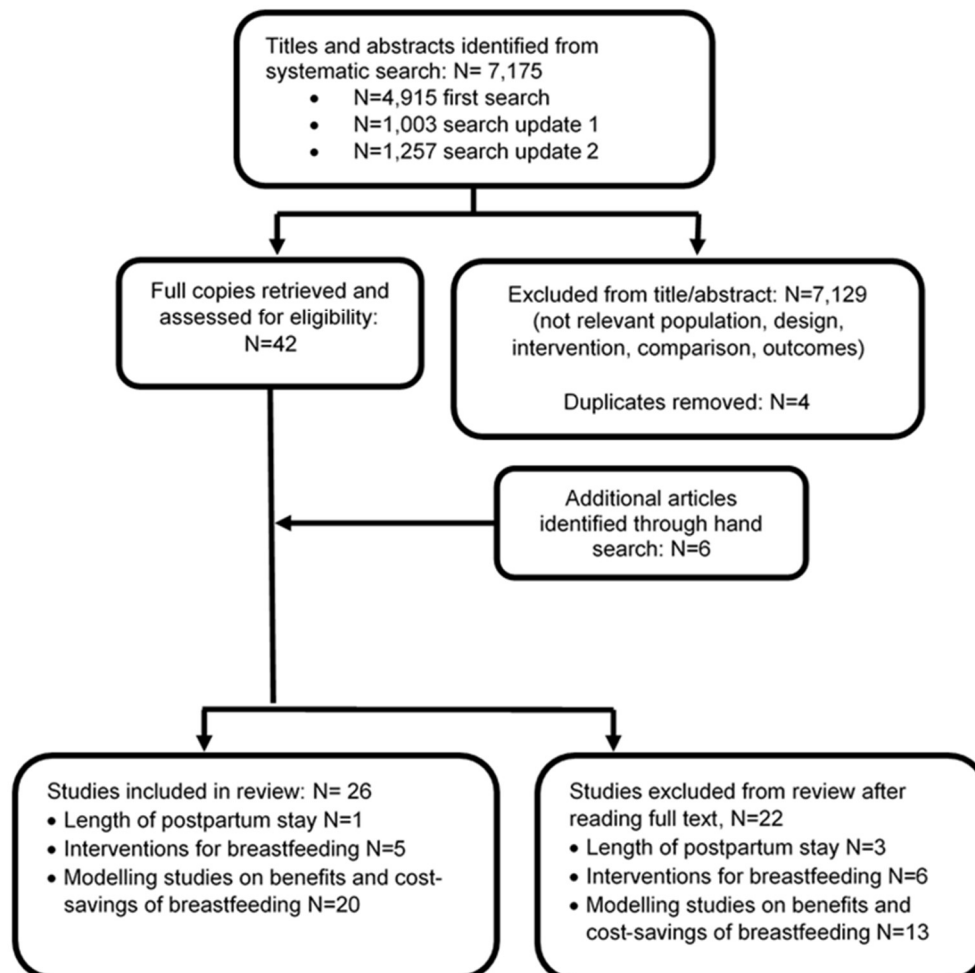 Titles and abstracts identified from
systematic search: N= 7,175
• N=4,915 first search
• N=1,003 search update 1
• N=1,257 search update 2
Full copies retrieved and
assessed for eligibility:
N=42
Excluded from title/abstract: N=7,129
(not relevant population, design,
intervention, comparison, outcomes)
Duplicates removed: N=4
Additional articles
identified through hand
search: N=6
Studies included in review: N= 26
• Length of postpartum stay N=1
• Interventions for breastfeeding N=5
• Modelling studies on benefits and cost-
savings of breastfeeding N=20
Studies excluded from review after
reading full text, N=22
• Length of postpartum stay N=3
• Interventions for breastfeeding N=6
• Modelling studies on benefits and
cost-savings of breastfeeding N=13